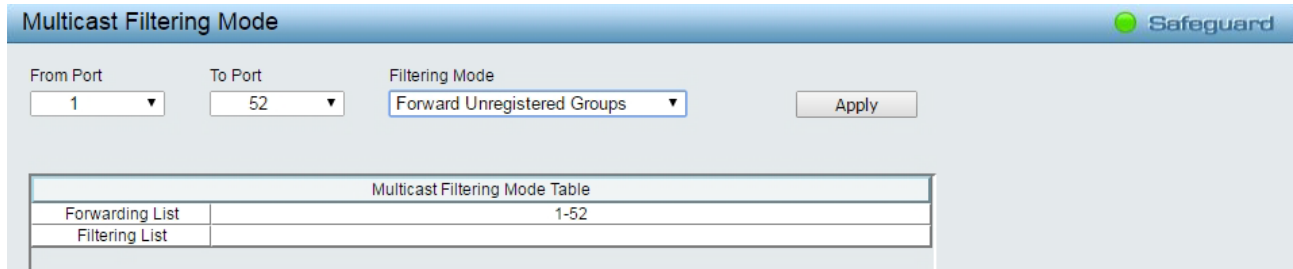 Multicast Filtering Mode
Safeguard
From Port To Port Filtering Mode
1 52 Forward Unregistered Groups Apply
Multicast Filtering Mode Table
Forwarding List 1-52
Filtering List